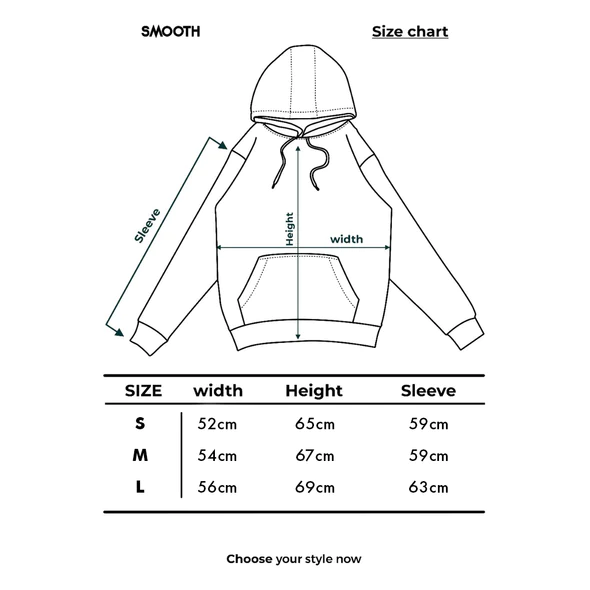 SMOOTH
Size chart
Sleeve
Height
width
SIZE width Height Sleeve
S 52cm 65cm 59cm
M 54cm 67cm 59cm
L 56cm 69cm 63cm
Choose your style now